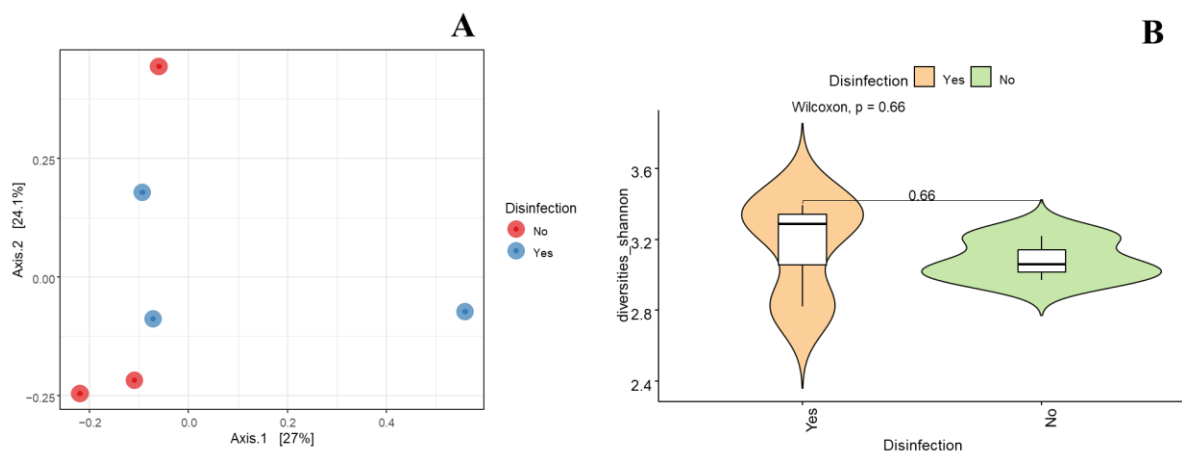 A
0.25
0.00
−0.25
Axis.2 [24.1%]
−0.2
0.0
0.2
0.4
Axis.1 [27%]
Disinfection
No
Yes
B
Disinfection Yes No
Wilcoxon, p = 0.66
0.66
3.6
3.2
2.8
2.4
diversities_shannon
Yes
No
Disinfection